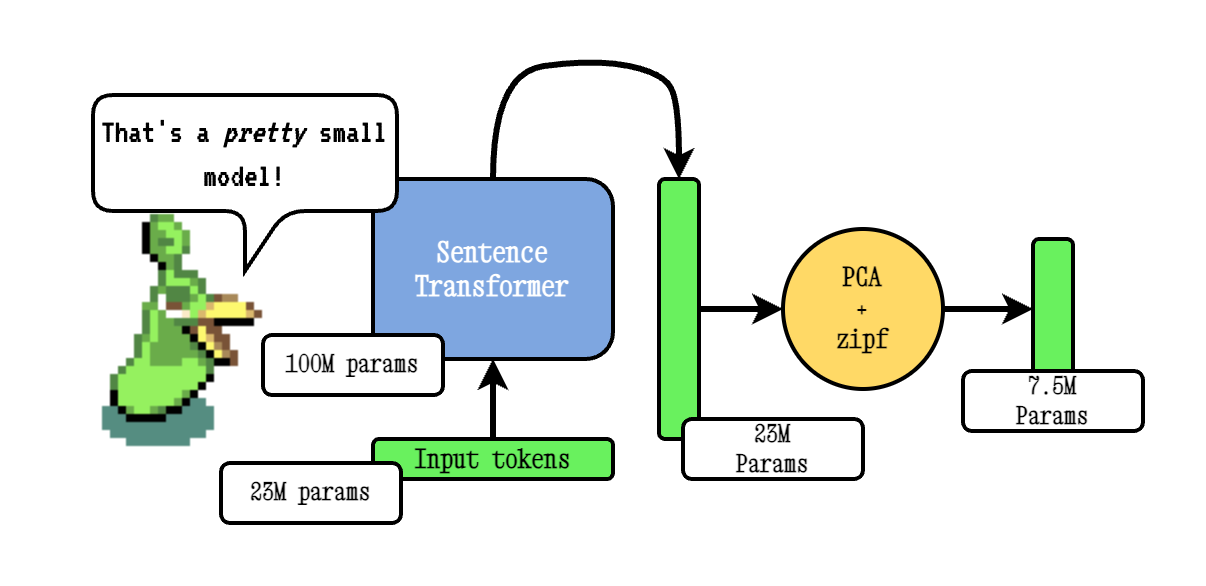 That's a pretty small
model!
Sentence
Transformer
100M params
Input tokens
23M params
23M
Params
PCA
+
zipf
7.5M
Params